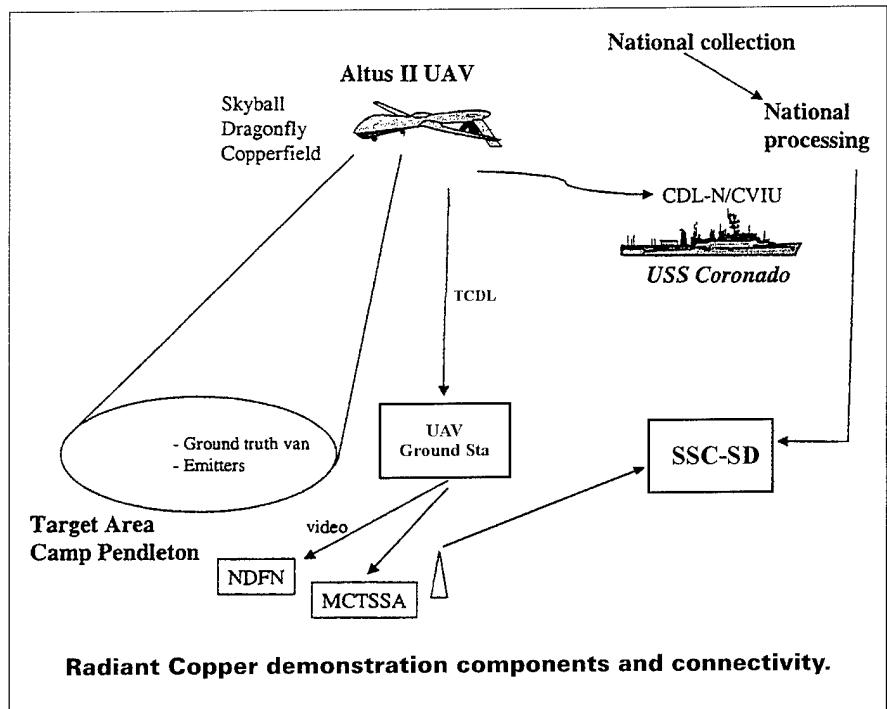 National collection
Altus II UAV
Skyball
Dragonfly
Copperfield
National
processing
CDL-N/CVIU
USS Coronado
TCDL
- Ground truth van
- Emitters
UAV
Ground Sta
SSC-SD
Target Area
Camp Pendleton
video
NDFN
MCTSSA
Radiant Copper demonstration components and connectivity.